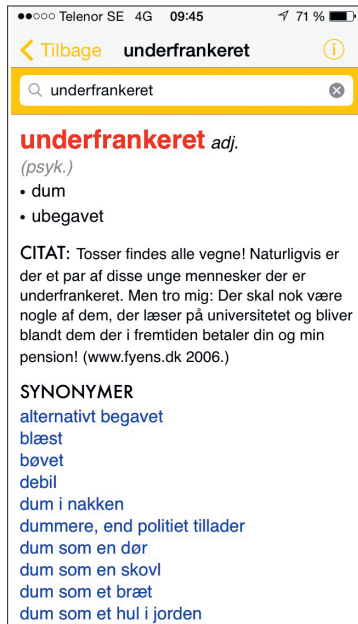 Telenor SE 4G 09:45 71 %
Tilbage underfrankeret i
underfrankeret
underfrankeret adj.
(psyk.)
• dum
• ubegavet
CITAT: Tosser findes alle vegne! Naturligvis er
der et par af disse unge mennesker der er
underfrankeret. Men tro mig: Der skal nok være
nogle af dem, der læser på universitetet og bliver
blandt dem der i fremtiden betaler din og min
pension! (www.fyens.dk 2006.)
SYNONYMER
alternativt begavet
blæst
bøvet
debil
dum i nakken
dummere, end politiet tillader
dum som en dør
dum som en skovl
dum som et bræt
dum som et hul i jorden